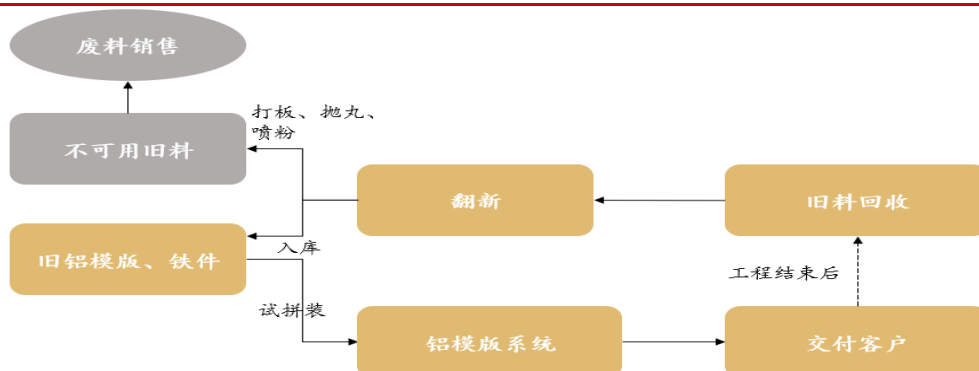 废料销售
打板、抛丸、
喷粉
不可用旧料
翻新
旧料回收
入库
旧铝模版、铁件
工程结束后
试拼装
铝模版系统
交付客户